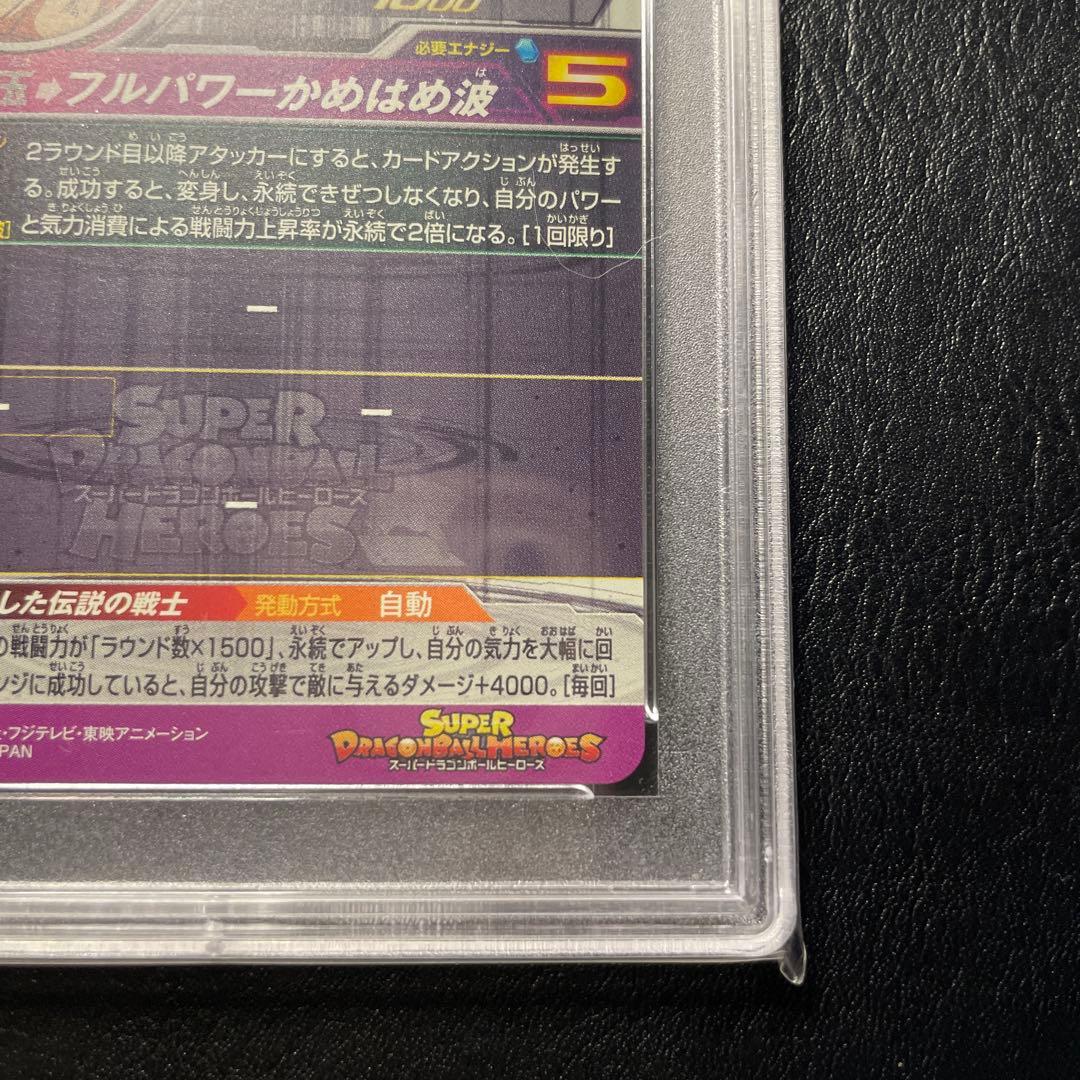 1000
必要エナジー 5
フルパワーかめはめ波
2ラウンド目以降アタッカーにすると、カードアクションが発生す
る。成功すると、変身し、永続できぜつしなくなり、自分のパワー
と気力消費による戦闘力上昇率が永続で2倍になる。[1回限り]
SUPER
DRAGONBALL
スーパードラゴンボールヒーローズ
HEROES
した伝説の戦士 発動方式 自動
の戦闘力が「ラウンド数×1500」、永続でアップし、自分の気力を大幅に回
ンジに成功していると、自分の攻撃で敵に与えるダメージ+4000。[毎回]
・フジテレビ・東映アニメーション
PAN
SUPER
DRAGONBALL HEROES
スーパードラゴンボールヒーローズ